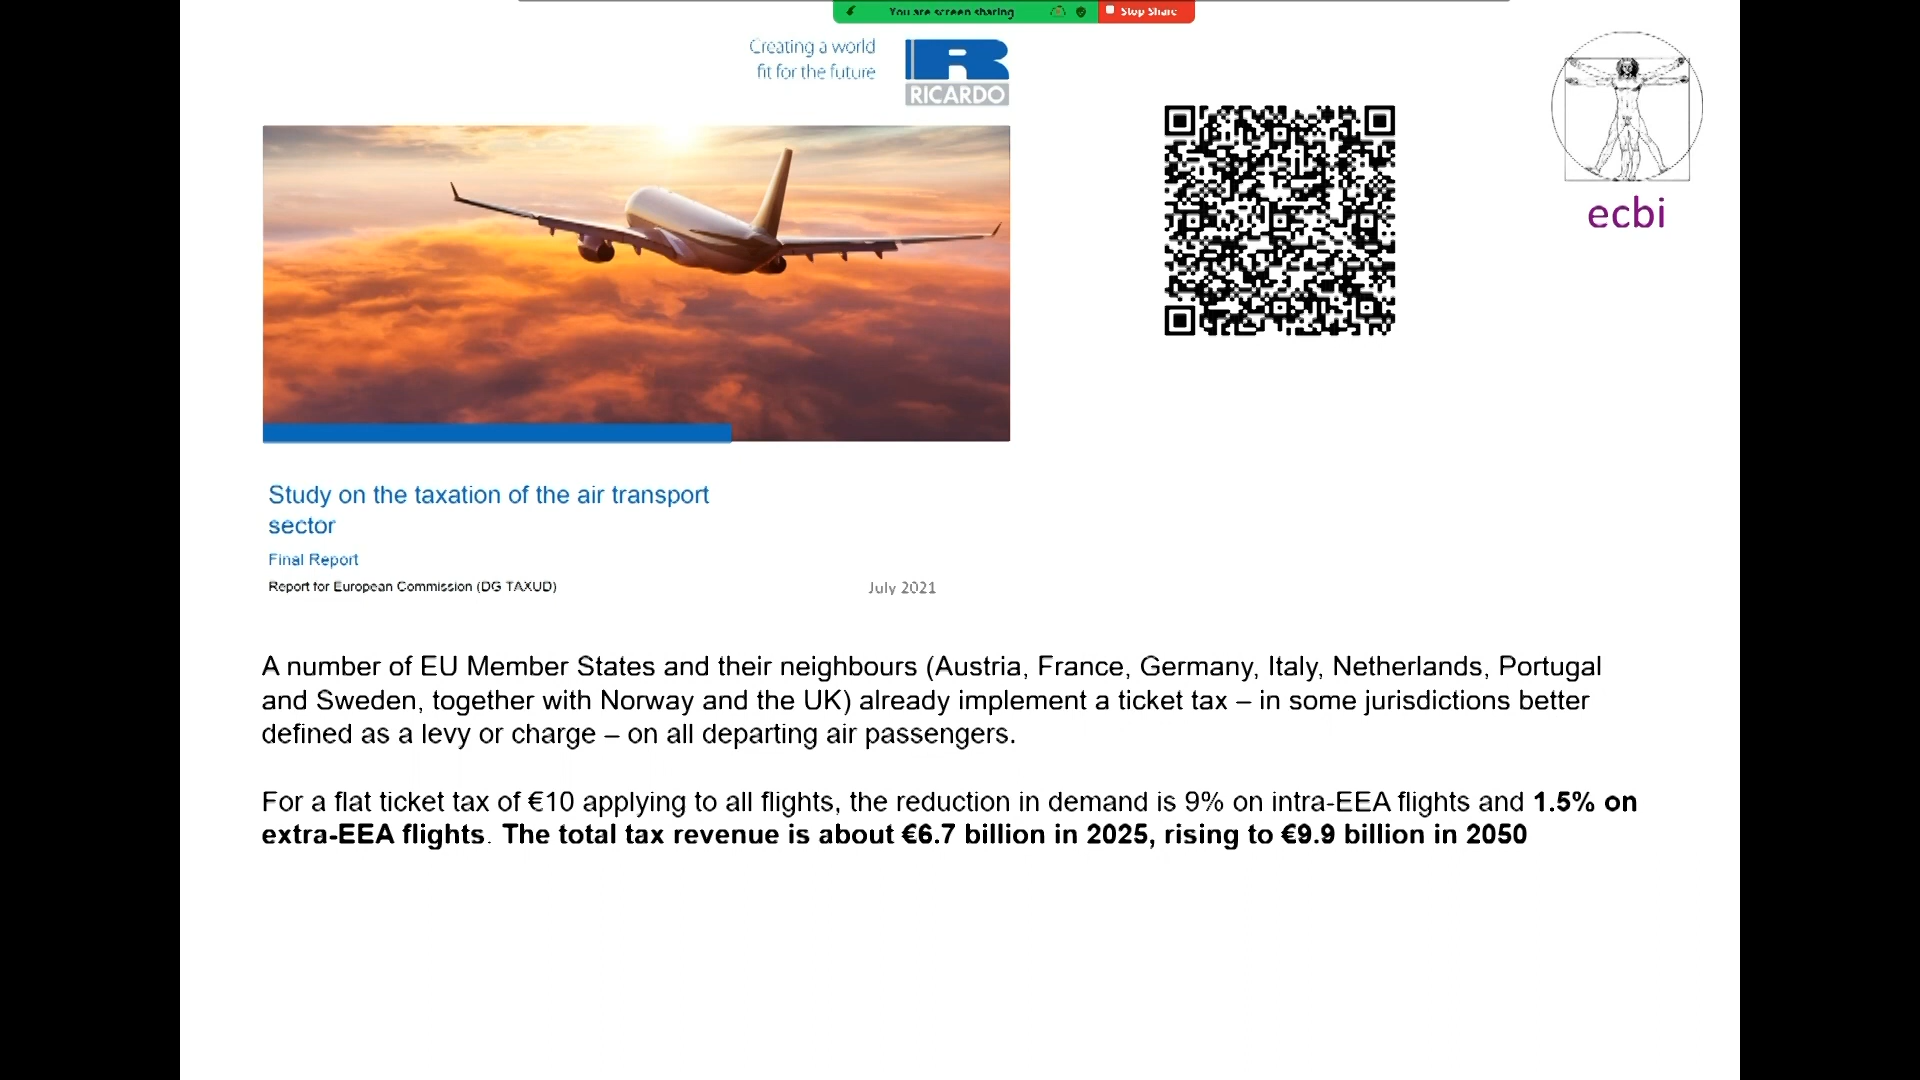 You are screen sharing
Stop Share
Creating a world
fit for the future
RICARDO
ecbi
Study on the taxation of the air transport
sector
Final Report
Report for European Commission (DG TAXUD)
July 2021
A number of EU Member States and their neighbours (Austria, France, Germany, Italy, Netherlands, Portugal
and Sweden, together with Norway and the UK) already implement a ticket tax – in some jurisdictions better
defined as a levy or charge – on all departing air passengers.
For a flat ticket tax of €10 applying to all flights, the reduction in demand is 9% on intra-EEA flights and 1.5% on
extra-EEA flights. The total tax revenue is about €6.7 billion in 2025, rising to €9.9 billion in 2050